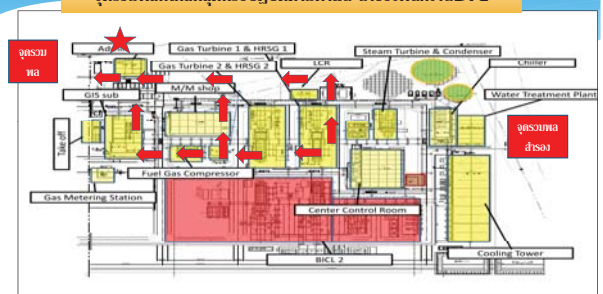 จุดรวม
พล
Adm
Gas Turbine 1 & HRSG 1
Steam Turbine & Condenser
Gas Turbine 2 & HRSG 2
LCR
Chiller
GIS sub
M/M shop
Water Treatment Plant
Take off
จุดรวมพล
สำรอง
Fuel Gas Compressor
Gas Metering Station
Center Control Room
BICL 2
Cooling Tower